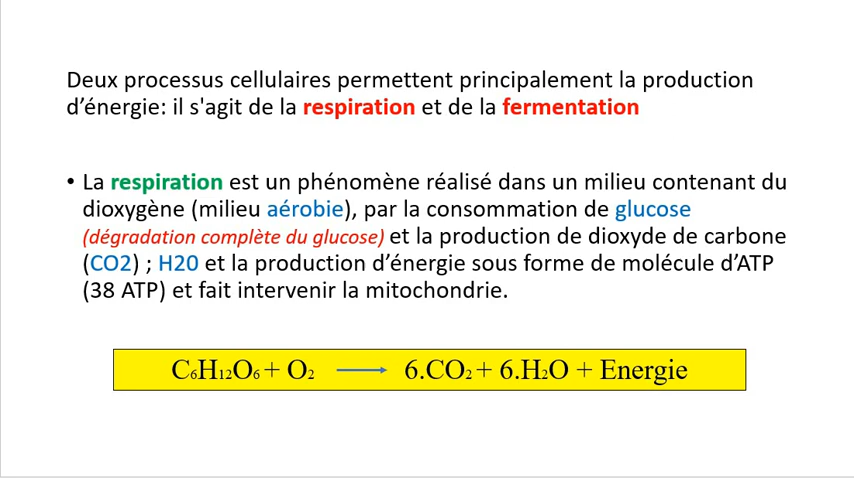 Deux processus cellulaires permettent principalement la production
d’énergie: il s'agit de la respiration et de la fermentation
• La respiration est un phénomène réalisé dans un milieu contenant du
dioxygène (milieu aérobie), par la consommation de glucose
(dégradation complète du glucose) et la production de dioxyde de carbone
(CO2) ; H20 et la production d’énergie sous forme de molécule d’ATP
(38 ATP) et fait intervenir la mitochondrie.
C₆H₁₂O₆ + O₂ ⟶ 6.CO₂ + 6.H₂O + Energie